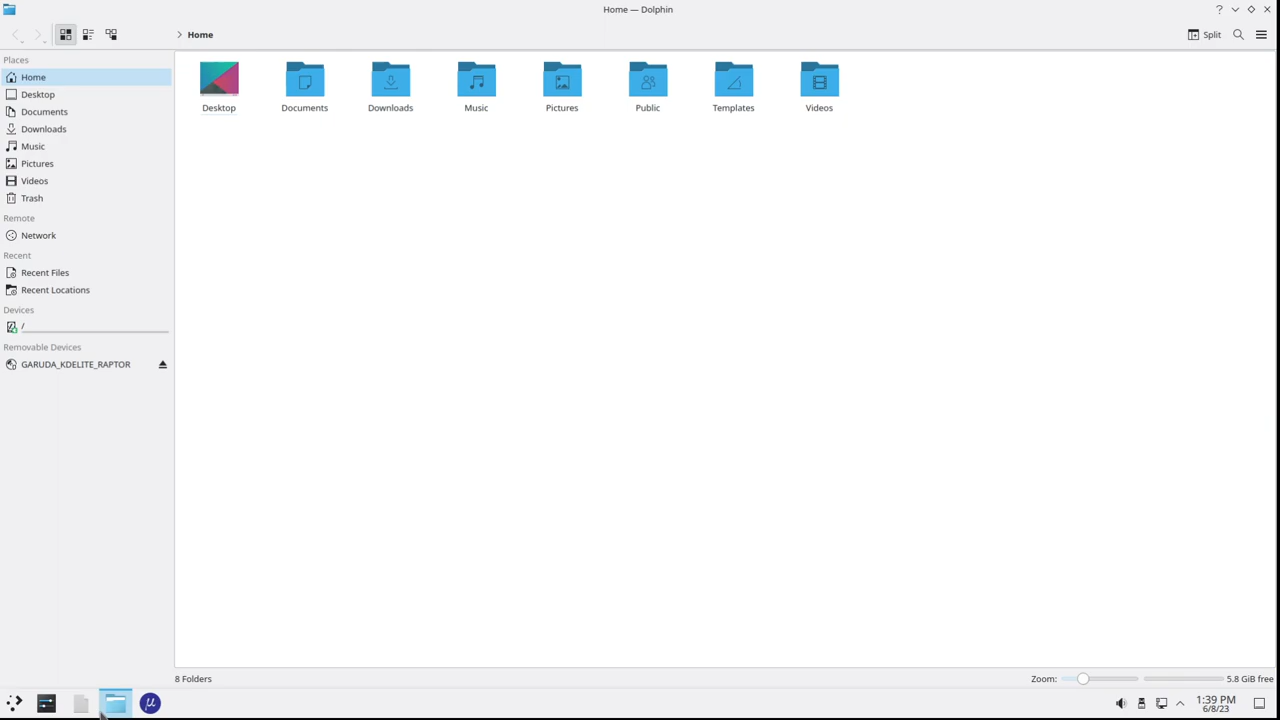 Home — Dolphin
Home
Split
Places
Home
Desktop
Documents
Downloads
Music
Pictures
Videos
Trash
Remote
Network
Recent
Recent Files
Recent Locations
Devices
/
Removable Devices
GARUDA_KDELITE_RAPTOR
Desktop
Documents
Downloads
Music
Pictures
Public
Templates
Videos
8 Folders
Zoom:
5.8 GiB free
μ
1:39 PM
6/8/23